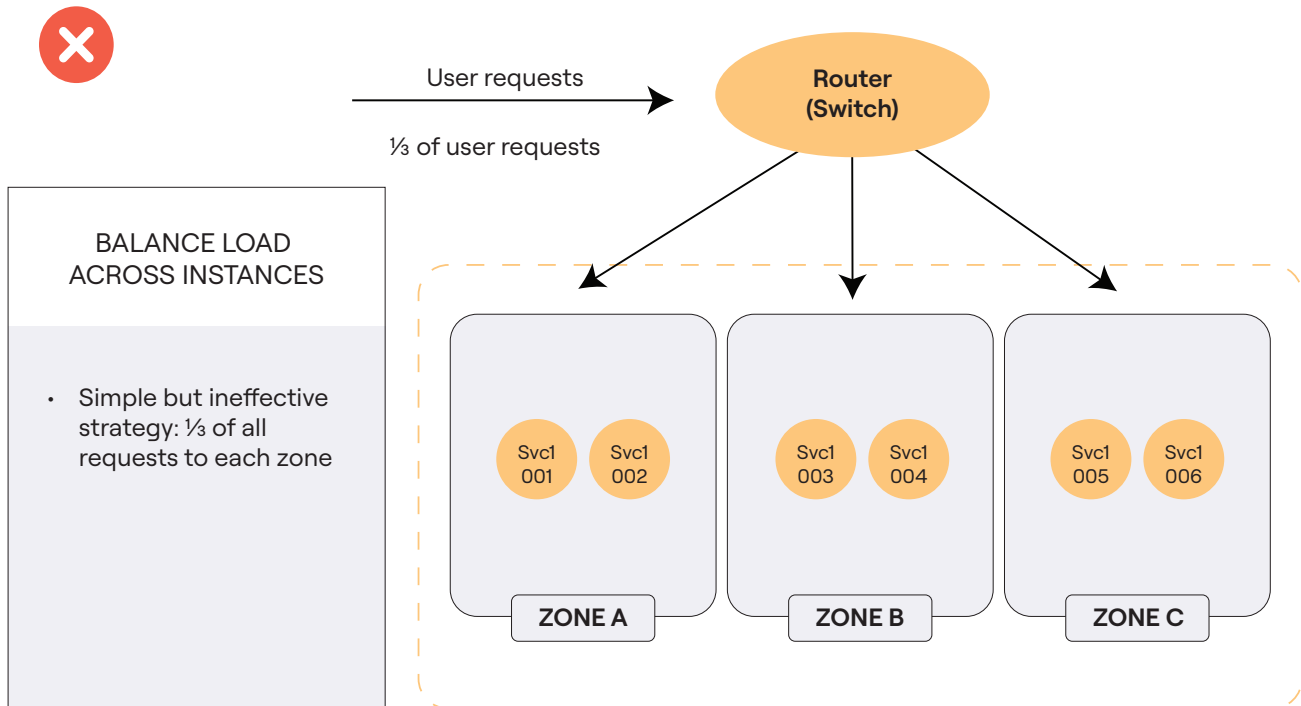 User requests
⅓ of user requests
Router
(Switch)
BALANCE LOAD
ACROSS INSTANCES
• Simple but ineffective
strategy: ⅓ of all
requests to each zone
Svc1
001
Svc1
002
Svc1
003
Svc1
004
Svc1
005
Svc1
006
ZONE A
ZONE B
ZONE C